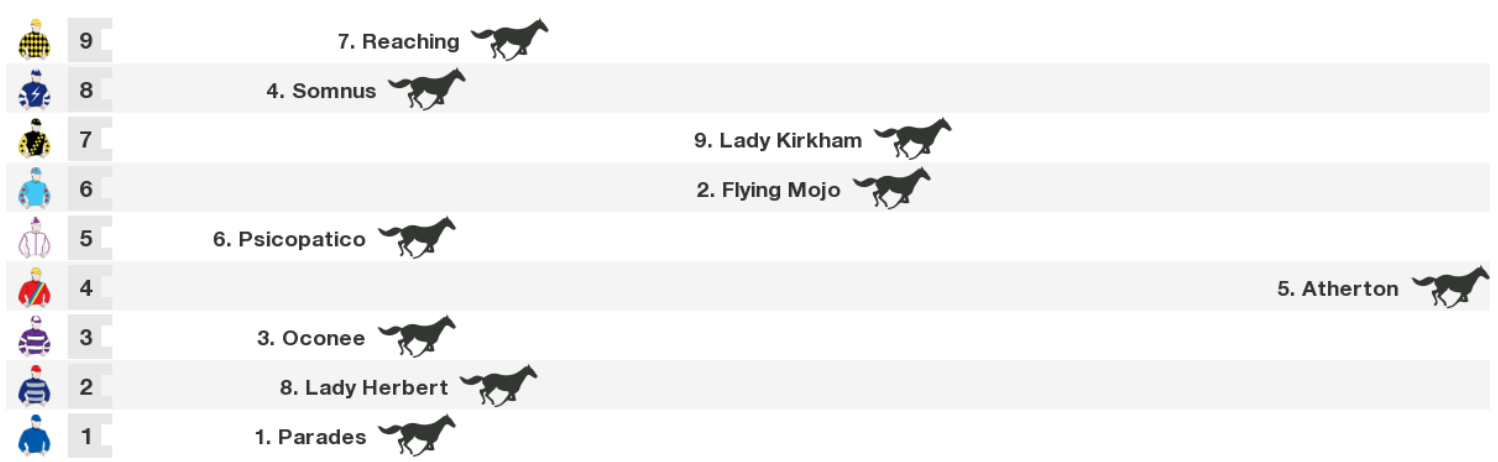 9 7. Reaching
8 4. Somnus
7 9. Lady Kirkham
6 2. Flying Mojo
5 6. Psicopatico
4 5. Atherton
3 3. Oconee
2 8. Lady Herbert
1 1. Parades